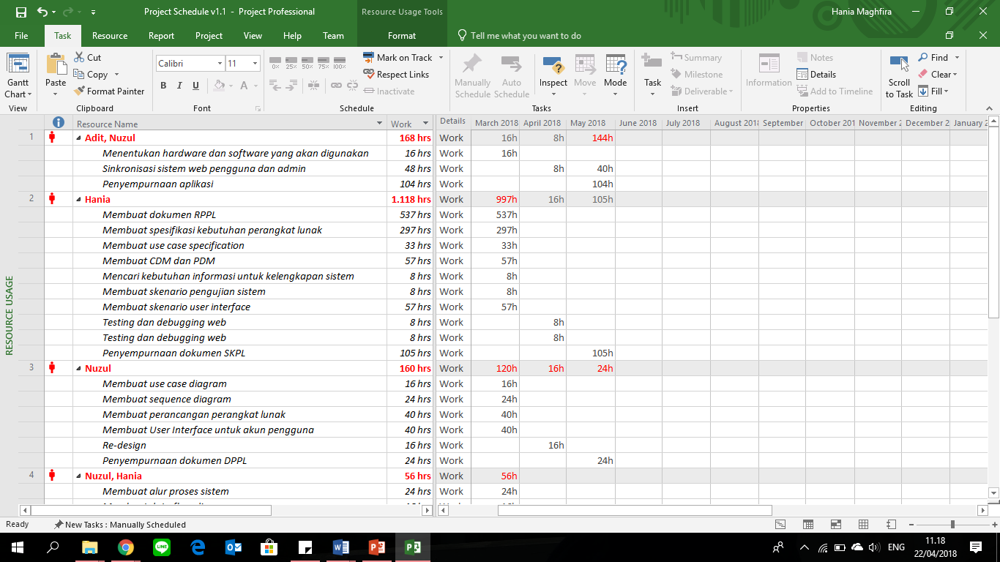 Project Schedule v1.1 - Project Professional
Resource Usage Tools
Hania Maghfira
File Task Resource Report Project View Help Team Format Tell me what you want to do
Gantt Chart
View
Paste
Cut
Copy
Format Painter
Clipboard
Calibri 11
B I U A
Font
0% 25% 50% 75% 100%
Mark on Track
Respect Links
Inactivate
Schedule
Manually Schedule
Auto Schedule
Inspect
Move
Mode
Tasks
Task
Summary
Milestone
Deliverable
Insert
Information
Notes
Details
Add to Timeline
Properties
Scroll to Task
Find
Clear
Fill
Editing
Resource Name Work Details March 2018 April 2018 May 2018 June 2018 July 2018 August 201 September October 201 November 2 December 2 January 2
1 Adit, Nuzul 168 hrs Work 16h 8h 144h
Menentukan hardware dan software yang akan digunakan 16 hrs Work 16h
Sinkronisasi sistem web pengguna dan admin 48 hrs Work 8h 40h
Penyempurnaan aplikasi 104 hrs Work 104h
2 Hania 1.118 hrs Work 997h 16h 105h
Membuat dokumen RPPL 537 hrs Work 537h
Membuat spesifikasi kebutuhan perangkat lunak 297 hrs Work 297h
Membuat use case specification 33 hrs Work 33h
Membuat CDM dan PDM 57 hrs Work 57h
Mencari kebutuhan informasi untuk kelengkapan sistem 8 hrs Work 8h
Membuat skenario pengujian sistem 8 hrs Work 8h
Membuat skenario user interface 57 hrs Work 57h
Testing dan debugging web 8 hrs Work 8h
Testing dan debugging web 8 hrs Work 8h
Penyempurnaan dokumen SKPL 105 hrs Work 105h
3 Nuzul 160 hrs Work 120h 16h 24h
Membuat use case diagram 16 hrs Work 16h
Membuat sequence diagram 24 hrs Work 24h
Membuat perancangan perangkat lunak 40 hrs Work 40h
Membuat User Interface untuk akun pengguna 40 hrs Work 40h
Re-design 16 hrs Work 16h
Penyempurnaan dokumen DPPL 24 hrs Work 24h
4 Nuzul, Hania 56 hrs Work 56h
Membuat alur proses sistem 24 hrs Work 24h
RESOURCE USAGE
Ready New Tasks : Manually Scheduled
ENG
11.18
22/04/2018